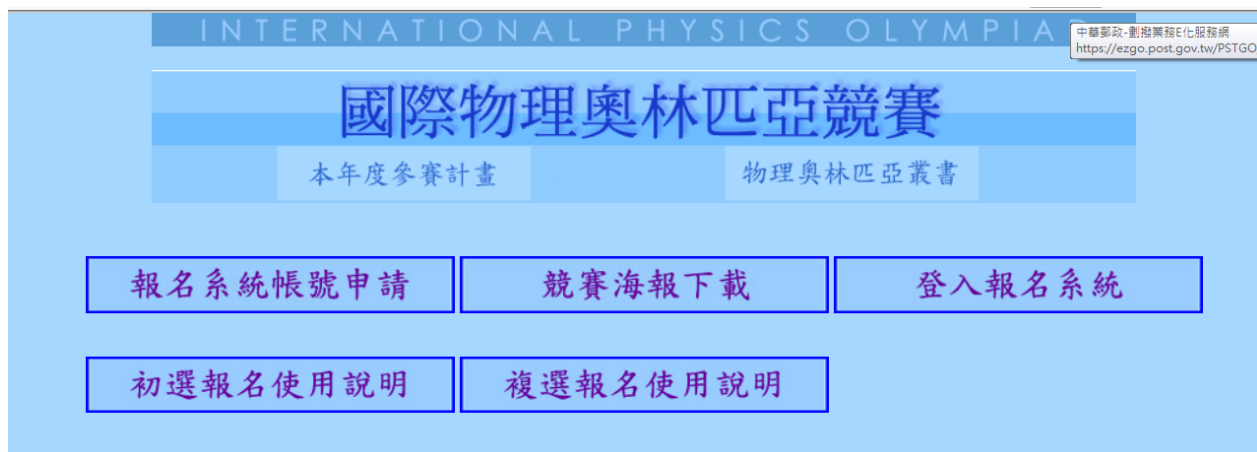 INTERNATIONAL PHYSICS OLYMPIAD
中華郵政-劃撥業務E化服務網
https://ezgo.post.gov.tw/PSTGO
國際物理奧林匹亞競賽
本年度參賽計畫 物理奧林匹亞叢書
報名系統帳號申請 競賽海報下載 登入報名系統
初選報名使用說明 複選報名使用說明